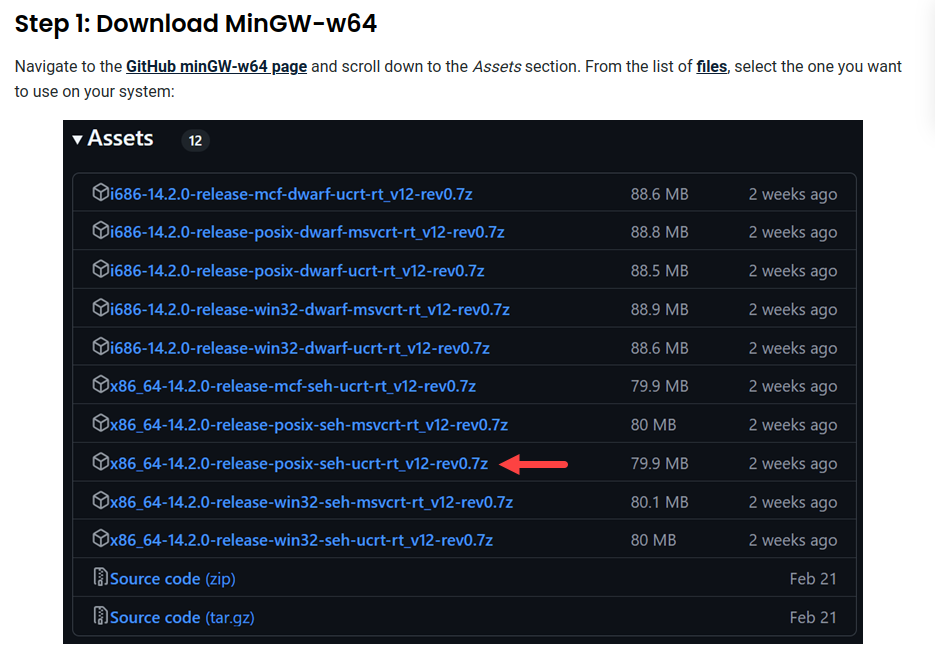 Step 1: Download MinGW-w64
Navigate to the GitHub minGW-w64 page and scroll down to the Assets section. From the list of files, select the one you want
to use on your system:
Assets 12
i686-14.2.0-release-mcf-dwarf-ucrt-rt_v12-rev0.7z 88.6 MB 2 weeks ago
i686-14.2.0-release-posix-dwarf-msvcrt-rt_v12-rev0.7z 88.8 MB 2 weeks ago
i686-14.2.0-release-posix-dwarf-ucrt-rt_v12-rev0.7z 88.5 MB 2 weeks ago
i686-14.2.0-release-win32-dwarf-msvcrt-rt_v12-rev0.7z 88.9 MB 2 weeks ago
i686-14.2.0-release-win32-dwarf-ucrt-rt_v12-rev0.7z 88.6 MB 2 weeks ago
x86_64-14.2.0-release-mcf-seh-ucrt-rt_v12-rev0.7z 79.9 MB 2 weeks ago
x86_64-14.2.0-release-posix-seh-msvcrt-rt_v12-rev0.7z 80 MB 2 weeks ago
x86_64-14.2.0-release-posix-seh-ucrt-rt_v12-rev0.7z 79.9 MB 2 weeks ago
x86_64-14.2.0-release-win32-seh-msvcrt-rt_v12-rev0.7z 80.1 MB 2 weeks ago
x86_64-14.2.0-release-win32-seh-ucrt-rt_v12-rev0.7z 80 MB 2 weeks ago
Source code (zip) Feb 21
Source code (tar.gz) Feb 21